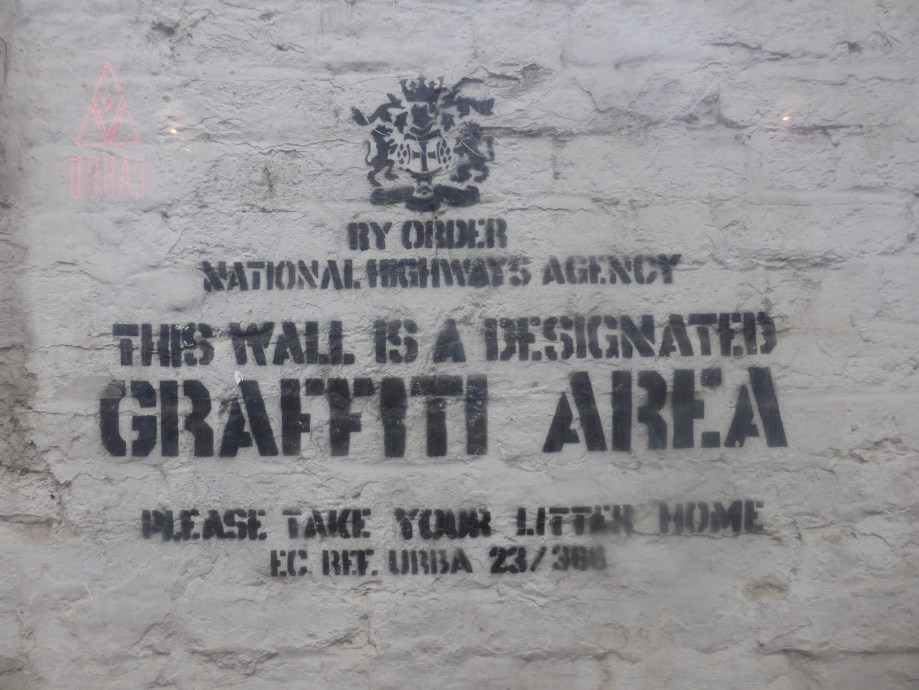 BY ORDER
NATIONAL HIGHWAYS AGENCY
THIS WALL IS A DESIGNATED
GRAFFITI AREA
PLEASE TAKE YOUR LITTER HOME
EC REF. URBA 23/366